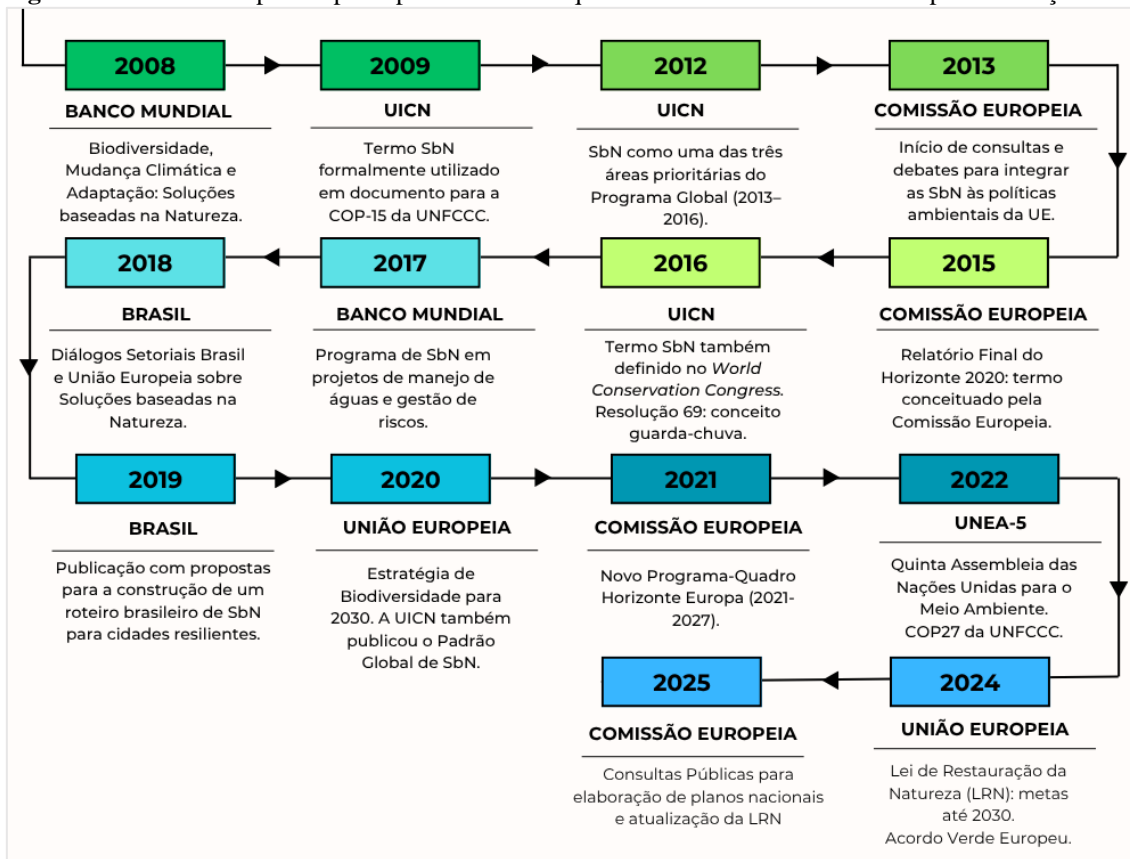 2008
BANCO MUNDIAL
Biodiversidade,
Mudança Climática e
Adaptação: Soluções
baseadas na Natureza.
2009
UICN
Termo SbN
formalmente utilizado
em documento para a
COP-15 da UNFCCC.
2012
UICN
SbN como uma das três
áreas prioritárias do
Programa Global (2013–
2016).
2013
COMISSÃO EUROPEIA
Início de consultas e
debates para integrar
as SbN às políticas
ambientais da UE.
2018
BRASIL
Diálogos Setoriais Brasil
e União Europeia sobre
Soluções baseadas na
Natureza.
2017
BANCO MUNDIAL
Programa de SbN em
projetos de manejo de
águas e gestão de
riscos.
2016
UICN
Termo SbN também
definido no World
Conservation Congress.
Resolução 69: conceito
guarda-chuva.
2015
COMISSÃO EUROPEIA
Relatório Final do
Horizonte 2020: termo
conceituado pela
Comissão Europeia.
2019
BRASIL
Publicação com propostas
para a construção de um
roteiro brasileiro de SbN
para cidades resilientes.
2020
UNIÃO EUROPEIA
Estratégia de
Biodiversidade para
2030. A UICN também
publicou o Padrão
Global de SbN.
2021
COMISSÃO EUROPEIA
Novo Programa-Quadro
Horizonte Europa (2021-
2027).
2022
UNEA-5
Quinta Assembleia das
Nações Unidas para o
Meio Ambiente.
COP27 da UNFCCC.
2025
COMISSÃO EUROPEIA
Consultas Públicas para
elaboração de planos nacionais
e atualização da LRN
2024
UNIÃO EUROPEIA
Lei de Restauração da
Natureza (LRN): metas
até 2030.
Acordo Verde Europeu.